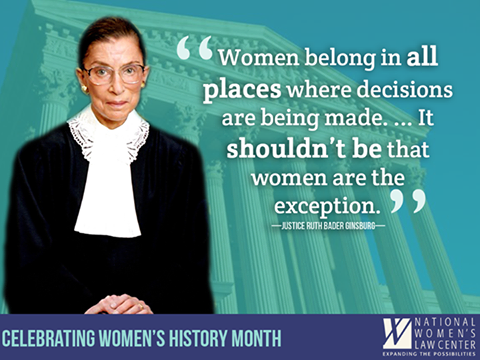 “Women belong in all
places where decisions
are being made. ... It
shouldn’t be that
women are the
exception.”
—JUSTICE RUTH BADER GINSBURG—
CELEBRATING WOMEN’S HISTORY MONTH
NATIONAL
WOMEN’S
LAW CENTER
EXPANDING THE POSSIBILITIES